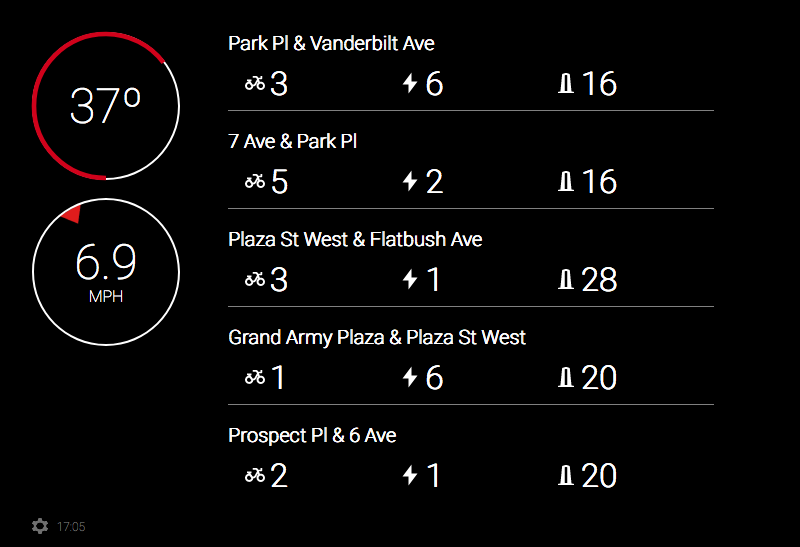 37º
6.9
MPH
Park Pl & Vanderbilt Ave
3 6 16
7 Ave & Park Pl
5 2 16
Plaza St West & Flatbush Ave
3 1 28
Grand Army Plaza & Plaza St West
1 6 20
Prospect Pl & 6 Ave
2 1 20
17:05